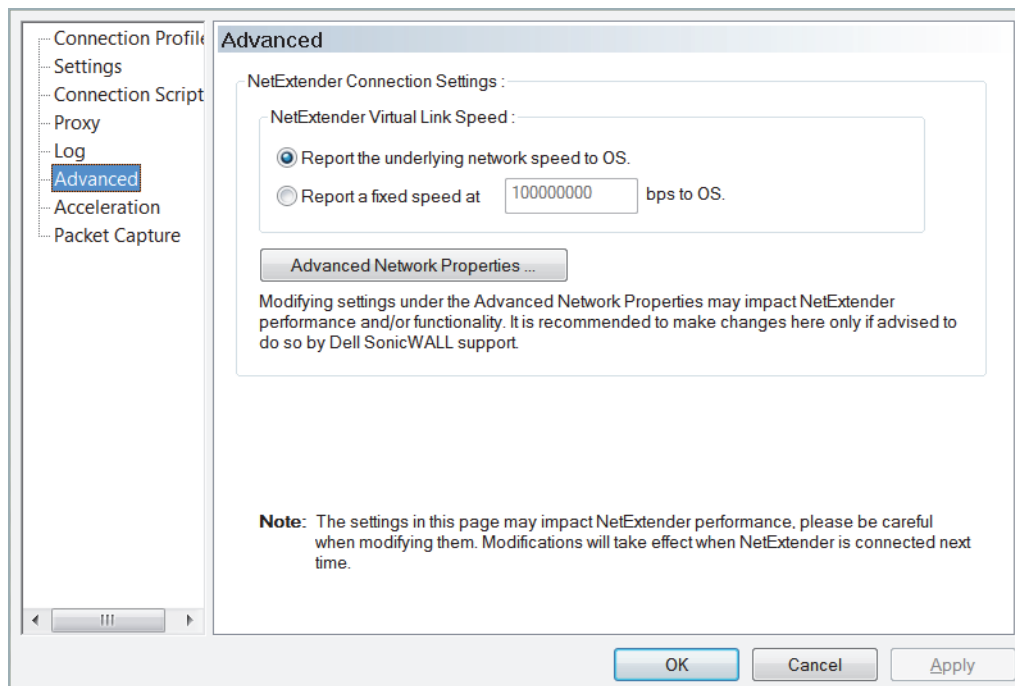 Connection Profile
Settings
Connection Script
Proxy
Log
Advanced
Acceleration
Packet Capture
Advanced
NetExtender Connection Settings :
NetExtender Virtual Link Speed :
Report the underlying network speed to OS.
Report a fixed speed at 100000000 bps to OS.
Advanced Network Properties ...
Modifying settings under the Advanced Network Properties may impact NetExtender
performance and/or functionality. It is recommended to make changes here only if advised to
do so by Dell SonicWALL support.
Note: The settings in this page may impact NetExtender performance, please be careful
when modifying them. Modifications will take effect when NetExtender is connected next
time.
OK Cancel Apply